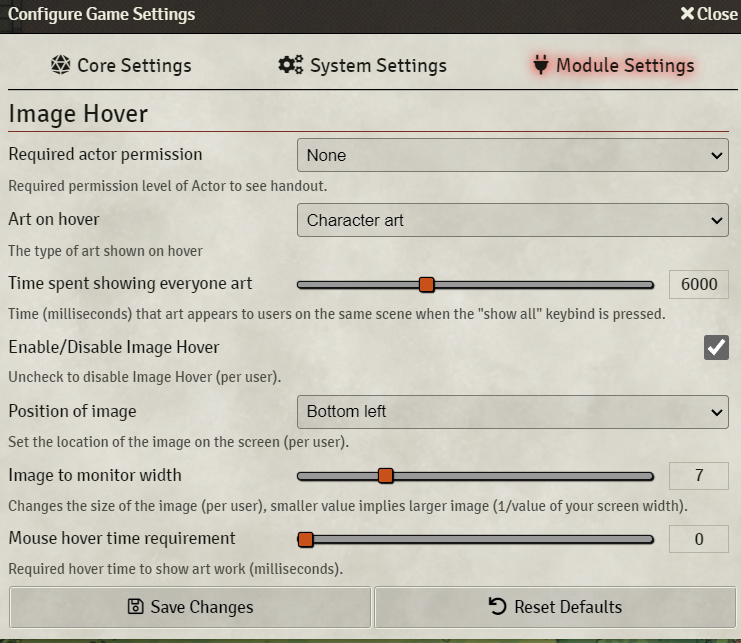 Configure Game Settings
Close
Core Settings
System Settings
Module Settings
Image Hover
Required actor permission
None
Required permission level of Actor to see handout.
Art on hover
Character art
The type of art shown on hover
Time spent showing everyone art
6000
Time (milliseconds) that art appears to users on the same scene when the "show all" keybind is pressed.
Enable/Disable Image Hover
Uncheck to disable Image Hover (per user).
Position of image
Bottom left
Set the location of the image on the screen (per user).
Image to monitor width
7
Changes the size of the image (per user), smaller value implies larger image (1/value of your screen width).
Mouse hover time requirement
0
Required hover time to show art work (milliseconds).
Save Changes
Reset Defaults